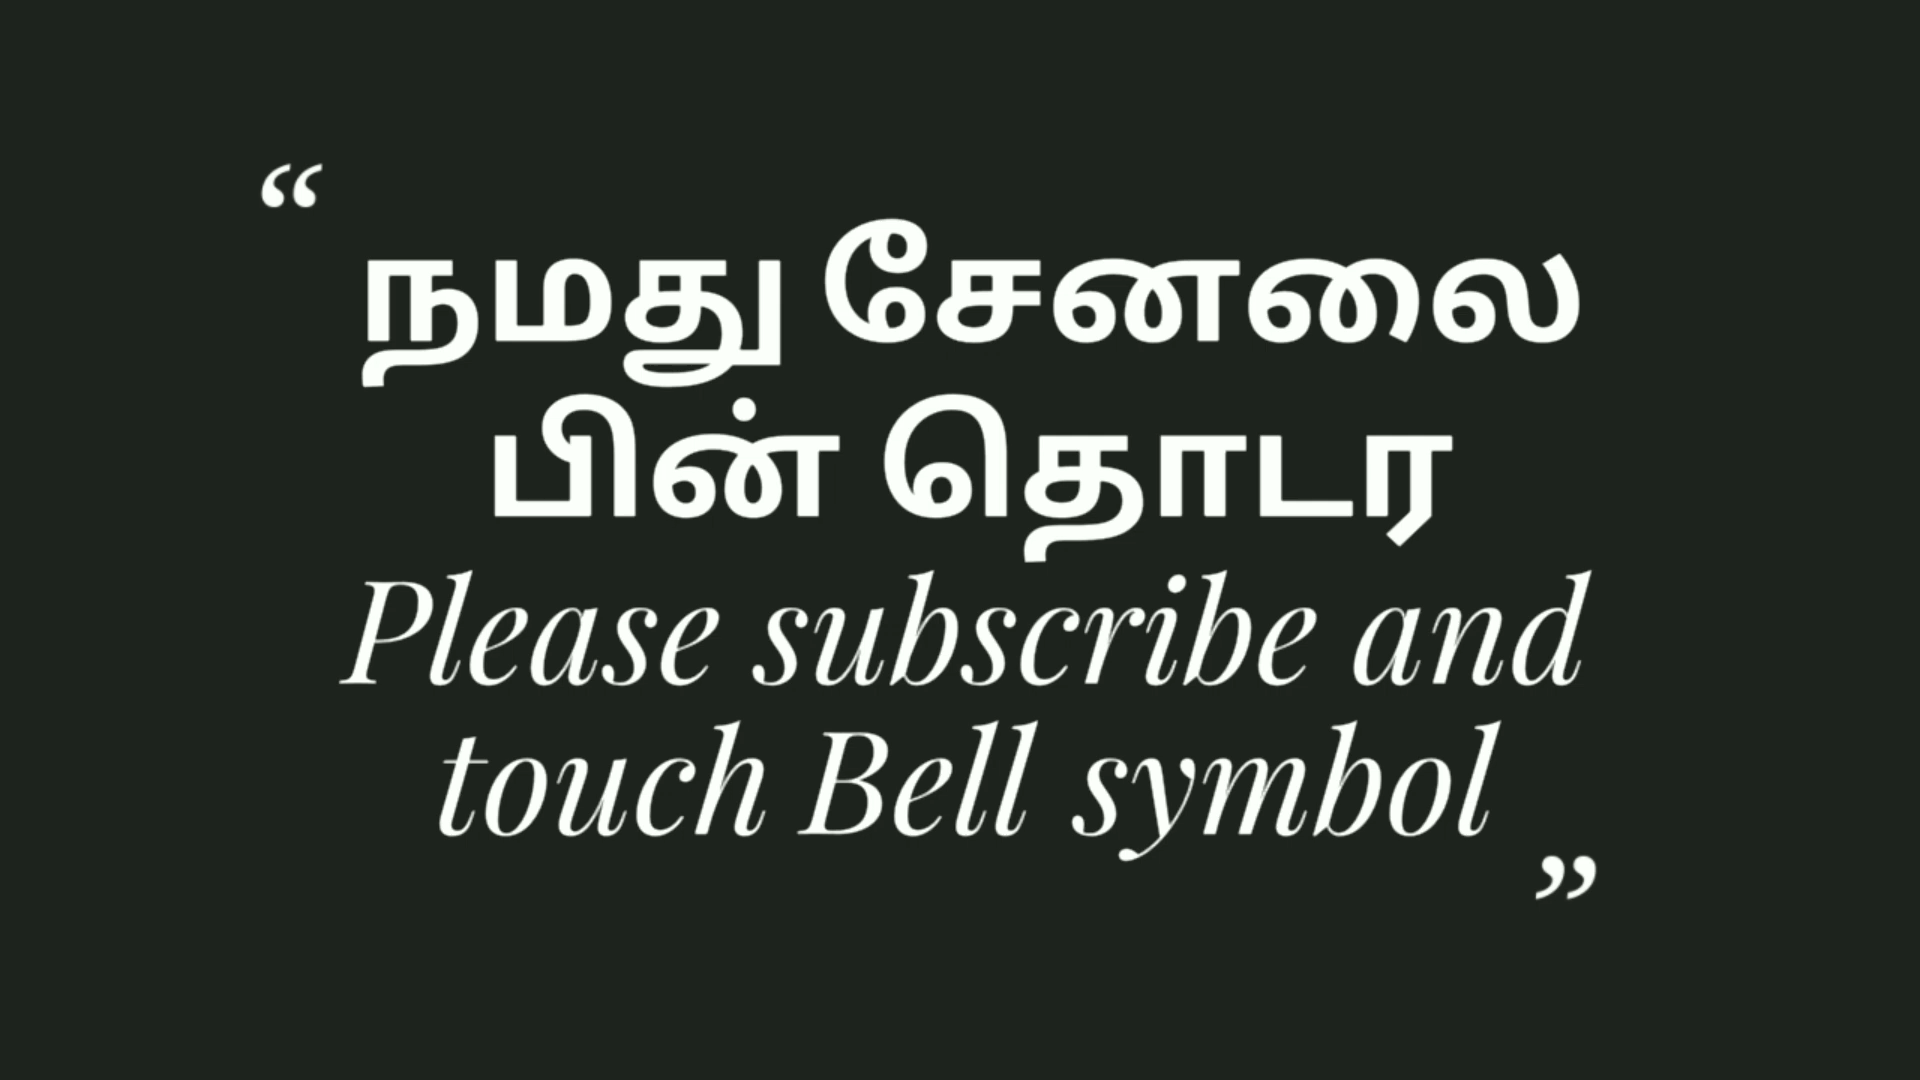 “
நமது சேனலை
பின் தொடர
Please subscribe and
touch Bell symbol
”